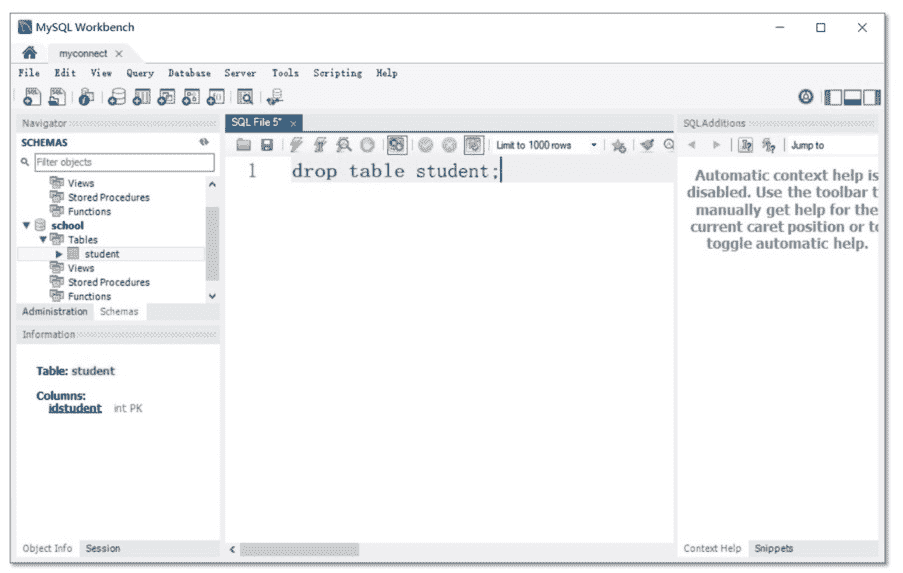 MySQL Workbench
myconnect
File Edit View Query Database Server Tools Scripting Help
Navigator
SCHEMAS
Filter objects
Views
Stored Procedures
Functions
school
Tables
student
Views
Stored Procedures
Functions
Administration Schemas
Information
Table: student
Columns:
idstudent int PK
Object Info Session
SQL File 5*
Limit to 1000 rows
1 drop table student;
SQLAdditions
Jump to
Automatic context help is
disabled. Use the toolbar t
manually get help for the
current caret position or to
toggle automatic help.
Context Help Snippets